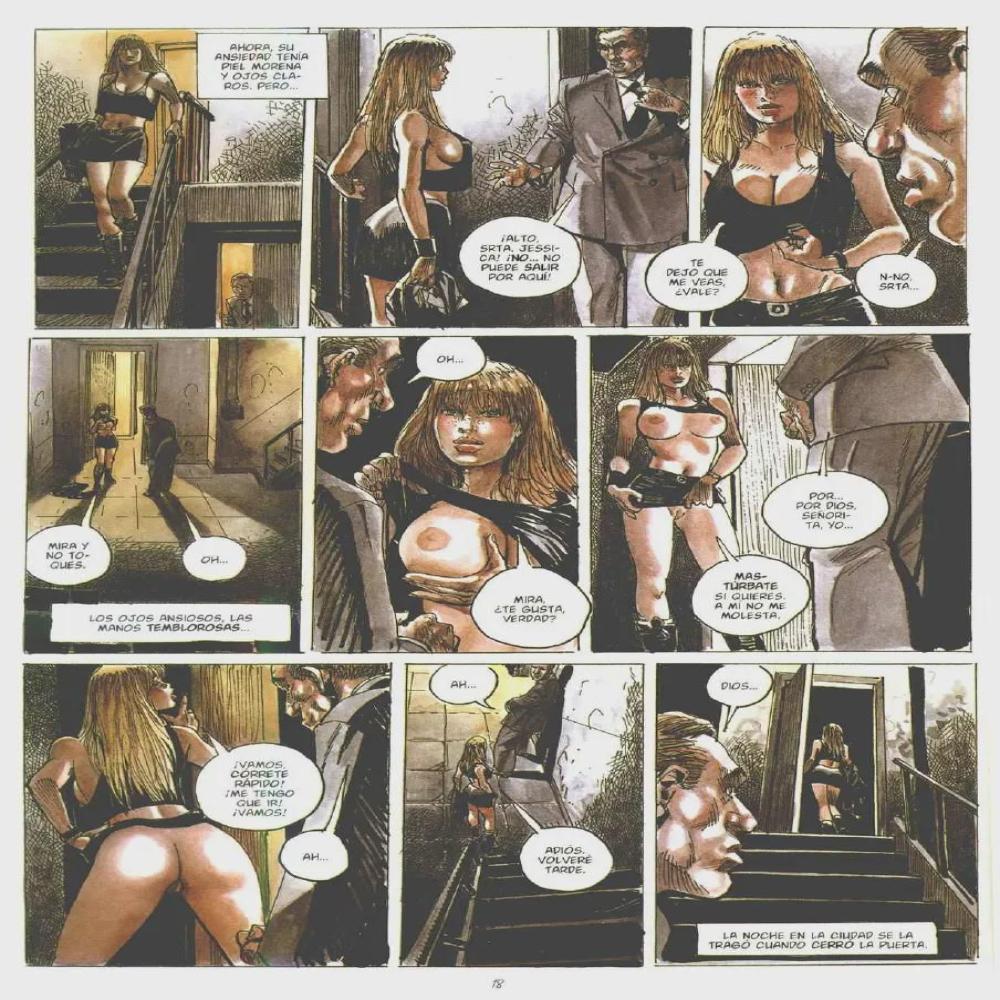 AHORA, SU
ANSIEDAD TENÍA
PIEL MORENA
Y OJOS CLA-
ROS. PERO...
¡ALTO,
SRTA. JESSI-
CA! ¡NO... NO
PUEDE SALIR
POR AQUÍ!
TE
DEJO QUE
ME VEAS,
¿VALE?
N-NO,
SRTA...
MIRA Y
NO TO-
QUES.
OH...
LOS OJOS ANSIOSOS, LAS
MANOS TEMBLOROSAS...
OH...
MIRA,
¿TE GUSTA,
VERDAD?
POR...
POR DIOS,
SEÑORI-
TA, YO...
MAS-
TÚRBATE
SI QUIERES.
A MÍ NO ME
MOLESTA.
¡VAMOS,
CÓRRETE
RÁPIDO!
¡ME TENGO
QUE IR!
¡VAMOS!
AH...
AH...
ADIÓS.
VOLVERÉ
TARDE.
DIOS...
LA NOCHE EN LA CIUDAD SE LA
TRAGÓ CUANDO CERRÓ LA PUERTA.
18